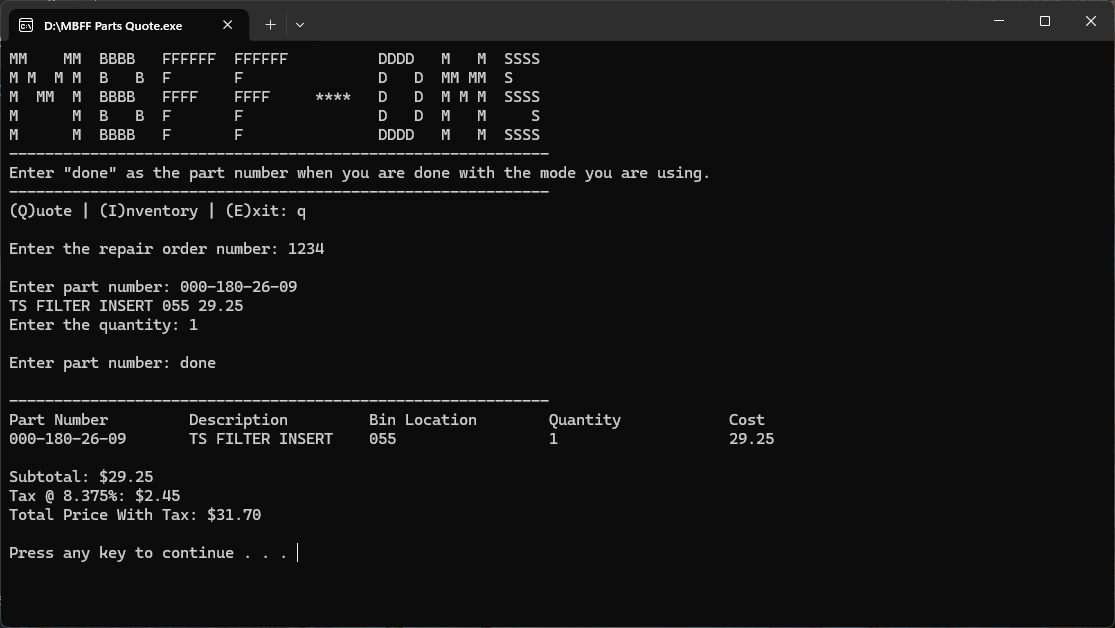 D:\MBFF Parts Quote.exe
MM    MM  BBBB   FFFFFF  FFFFFF          DDDD   M   M  SSSS
M M  M M  B   B  F       F               D   D  MM MM  S
M  MM  M  BBBB   FFFF    FFFF     ****   D   D  M M M  SSSS
M      M  B   B  F       F               D   D  M   M     S
M      M  BBBB   F       F               DDDD   M   M  SSSS
------------------------------------------------------------
Enter "done" as the part number when you are done with the mode you are using.
------------------------------------------------------------
(Q)uote | (I)nventory | (E)xit: q
Enter the repair order number: 1234
Enter part number: 000-180-26-09
TS FILTER INSERT 055 29.25
Enter the quantity: 1
Enter part number: done
------------------------------------------------------------
Part Number         Description         Bin Location        Quantity            Cost
000-180-26-09       TS FILTER INSERT    055                 1                   29.25
Subtotal: $29.25
Tax @ 8.375%: $2.45
Total Price With Tax: $31.70
Press any key to continue . . .